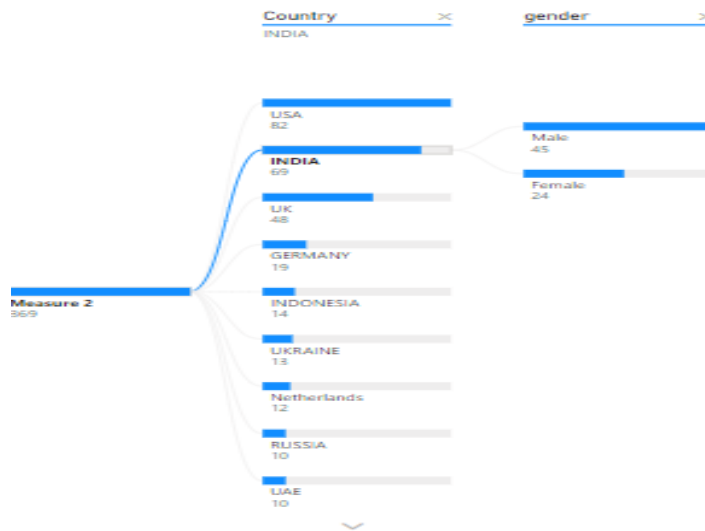 Country
INDIA
gender
USA
82
INDIA
69
UK
48
GERMANY
19
INDONESIA
14
UKRAINE
13
Netherlands
12
RUSSIA
10
UAE
10
Measure 2
369
Male
45
Female
24